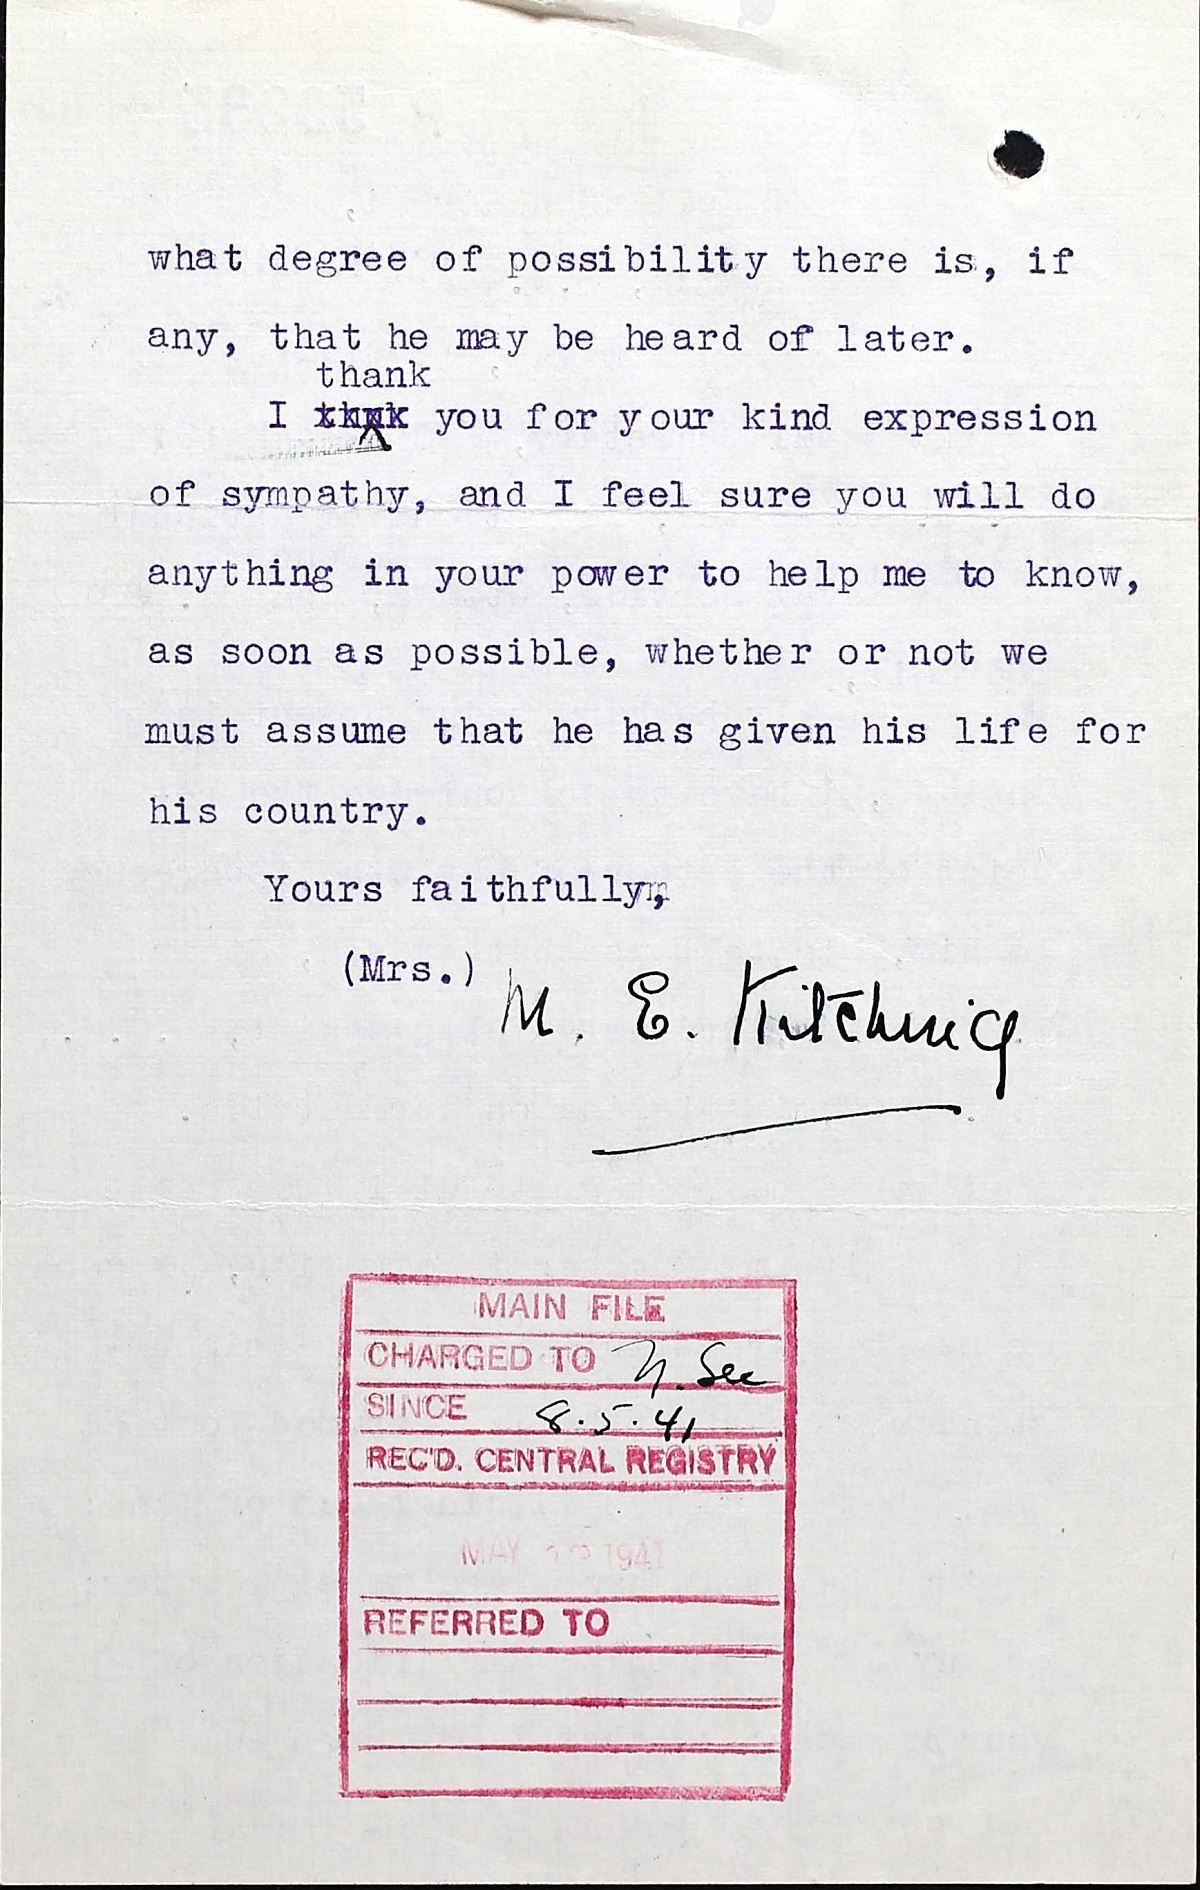 what degree of possibility there is, if
any, that he may be heard of later.
thank
I you for your kind expression
of sympathy, and I feel sure you will do
anything in your power to help me to know,
as soon as possible, whether or not we
must assume that he has given his life for
his country.
Yours faithfully,
(Mrs.) M. E. Kitching
MAIN FILE
CHARGED TO N. Sec
SINCE 8.5.41
REC'D. CENTRAL REGISTRY
MAY 1941
REFERRED TO